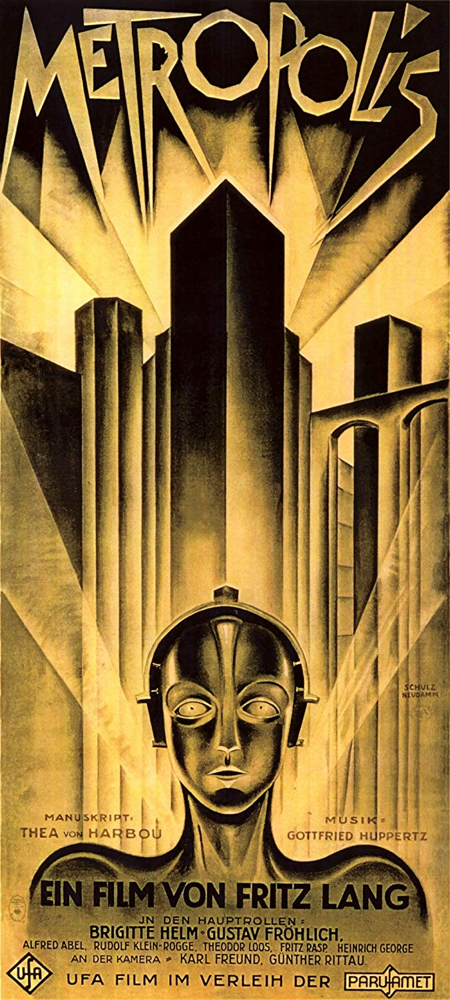 METROPOLIS
SCHULZ
NEUDAMM
MANUSKRIPT=
THEA VON HARBOU
MUSIK=
GOTTFRIED HUPPERTZ
EIN FILM VON FRITZ LANG
JN DEN HAUPTROLLEN=
BRIGITTE HELM·GUSTAV FRÖHLICH,
ALFRED ABEL, RUDOLF KLEIN-ROGGE, THEODOR LOOS, FRITZ RASP, HEINRICH GEORGE
AN DER KAMERA = KARL FREUND, GÜNTHER RITTAU.
UFA
UFA FILM IM VERLEIH DER PARUFAMET